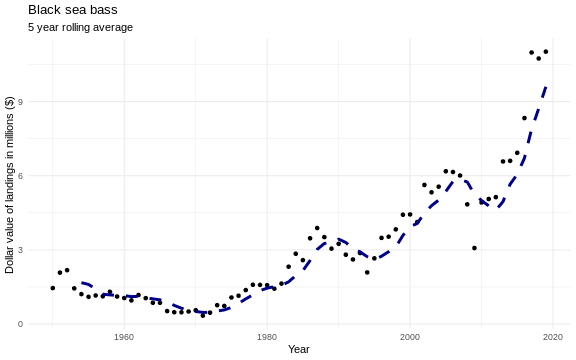 Black sea bass
5 year rolling average
Dollar value of landings in millions ($)
9
6
3
0
1960
1980
2000
2020
Year